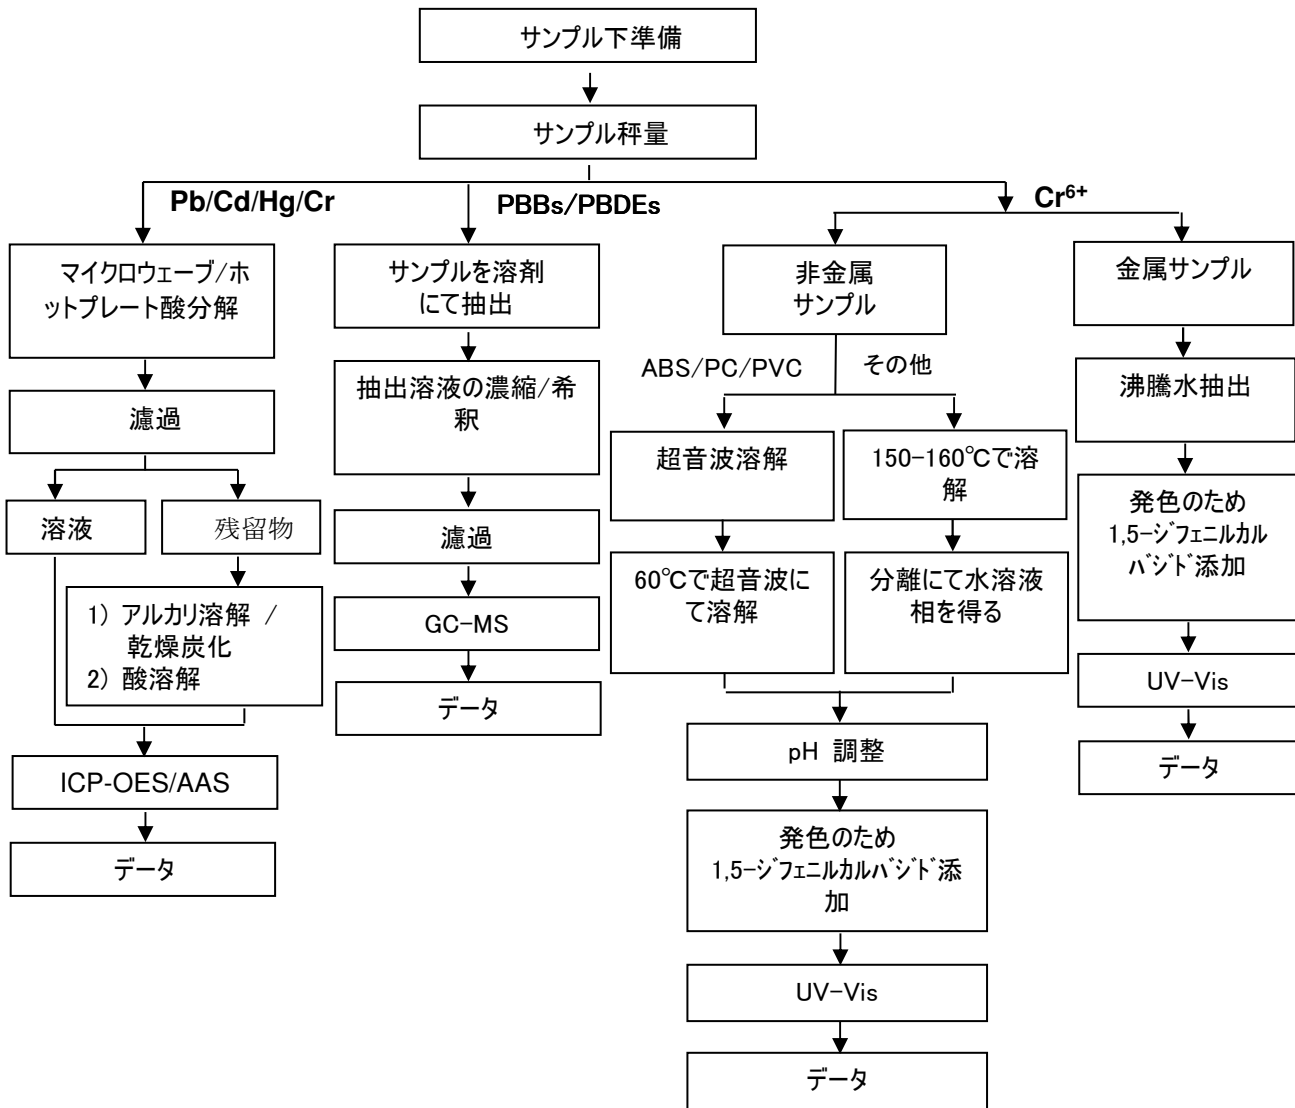 サンプル下準備
サンプル秤量
Pb/Cd/Hg/Cr
PBBs/PBDEs
Cr6+
マイクロウェーブ/ホ
ットプレート酸分解
濾過
溶液
残留物
1) アルカリ溶解 /
乾燥炭化
2) 酸溶解
ICP-OES/AAS
データ
サンプルを溶剤
にて抽出
抽出溶液の濃縮/希
釈
濾過
GC-MS
データ
非金属
サンプル
ABS/PC/PVC
その他
超音波溶解
60℃で超音波に
て溶解
150-160℃で溶
解
分離にて水溶液
相を得る
pH 調整
発色のため
1,5-ジフェニルカルバジド添
加
UV-Vis
データ
金属サンプル
沸騰水抽出
発色のため
1,5-ジフェニルカル
バジド添加
UV-Vis
データ